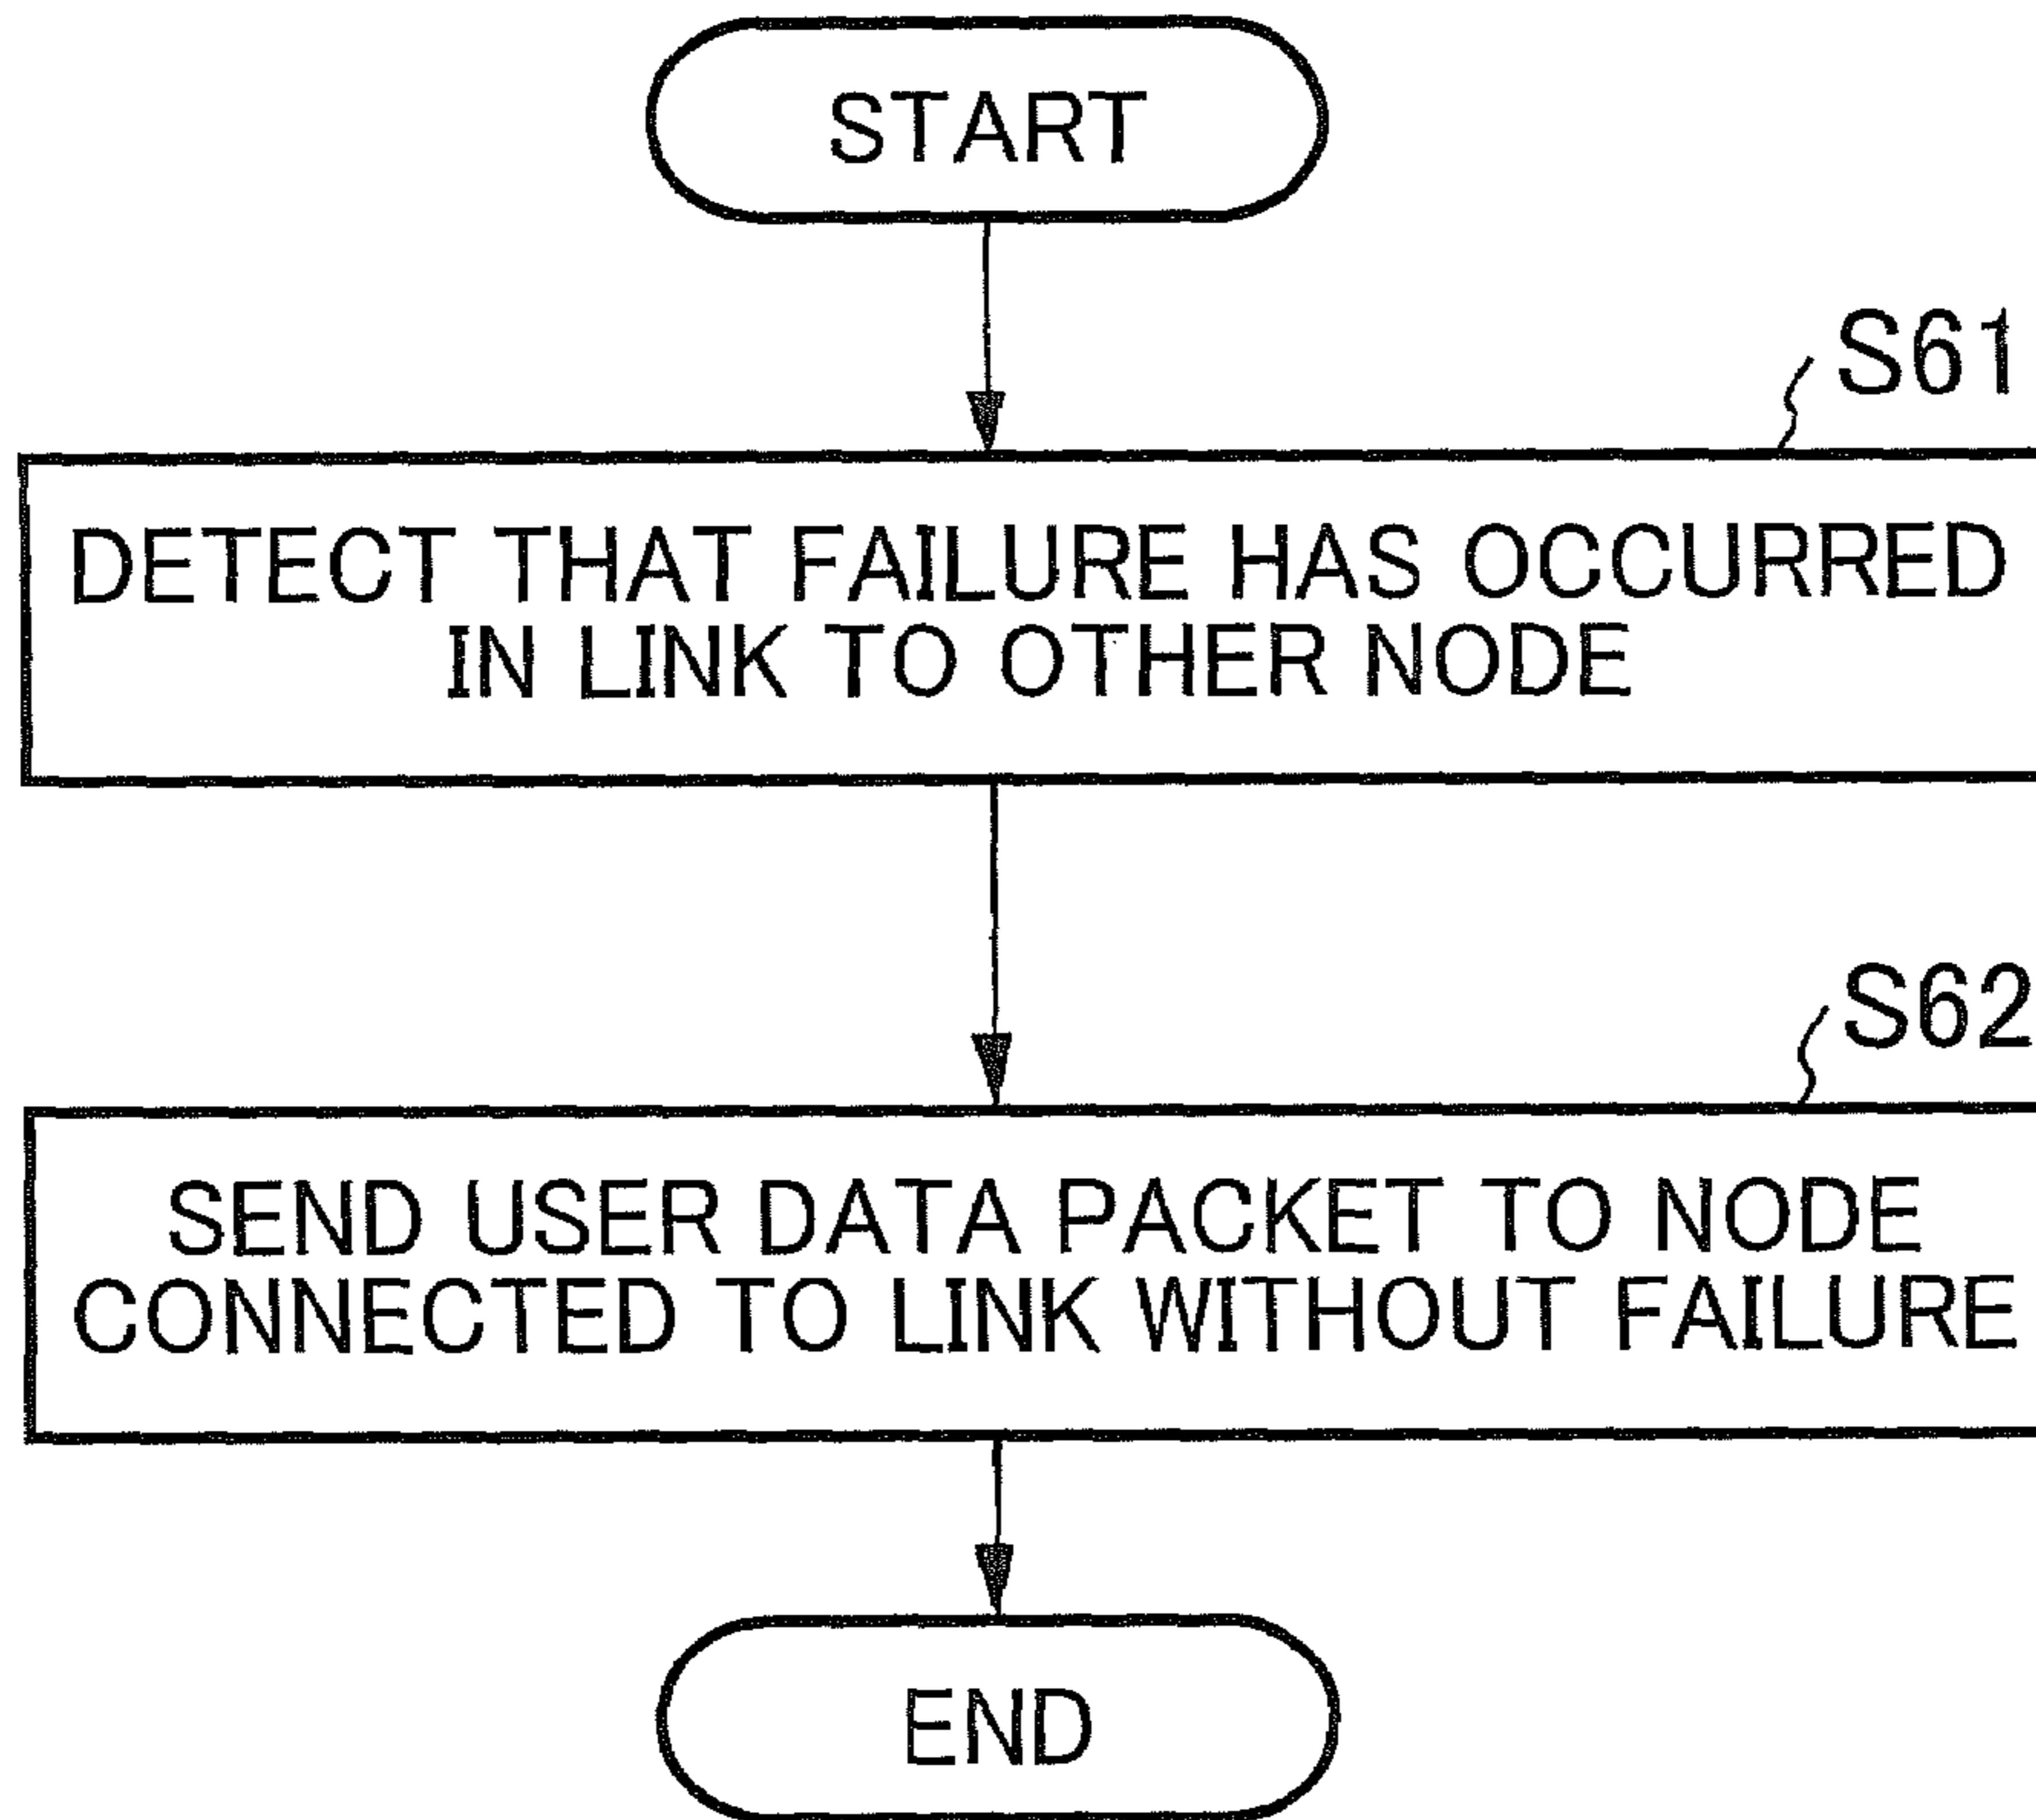 START
S61
DETECT THAT FAILURE HAS OCCURRED
IN LINK TO OTHER NODE
S62
SEND USER DATA PACKET TO NODE
CONNECTED TO LINK WITHOUT FAILURE
END